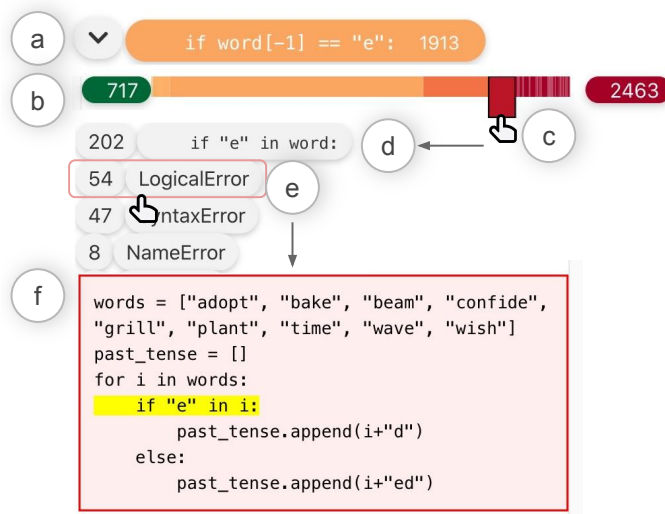 a
if word[-1] == "e": 1913
b
717
2463
c
202 if "e" in word:
d
54 LogicalError
e
47 yntaxError
8 NameError
f
words = ["adopt", "bake", "beam", "confide",
"grill", "plant", "time", "wave", "wish"]
past_tense = []
for i in words:
if "e" in i:
past_tense.append(i+"d")
else:
past_tense.append(i+"ed")